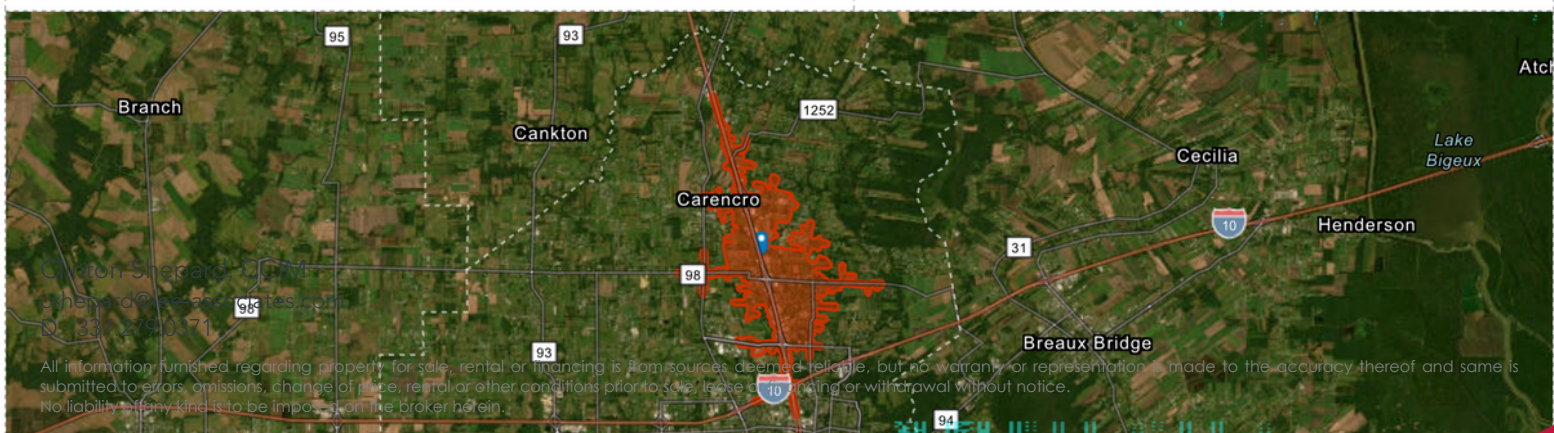 95
93
Atch
Branch
1252
Cankton
Lake
Bigeux
Cecilia
Carencro
10
Henderson
31
98
Shepard,
98
D.
93
Breaux Bridge
All information furnished regarding property for sale, rental or financing is from sources deemed reliable, but no warranty or representation is made to the accuracy thereof and same is
submitted to errors, omissions, change of price, rental or other conditions prior to sale, lease or financing or withdrawal without notice.
10
No liability of any kind is to be imposed on the broker herein.
94